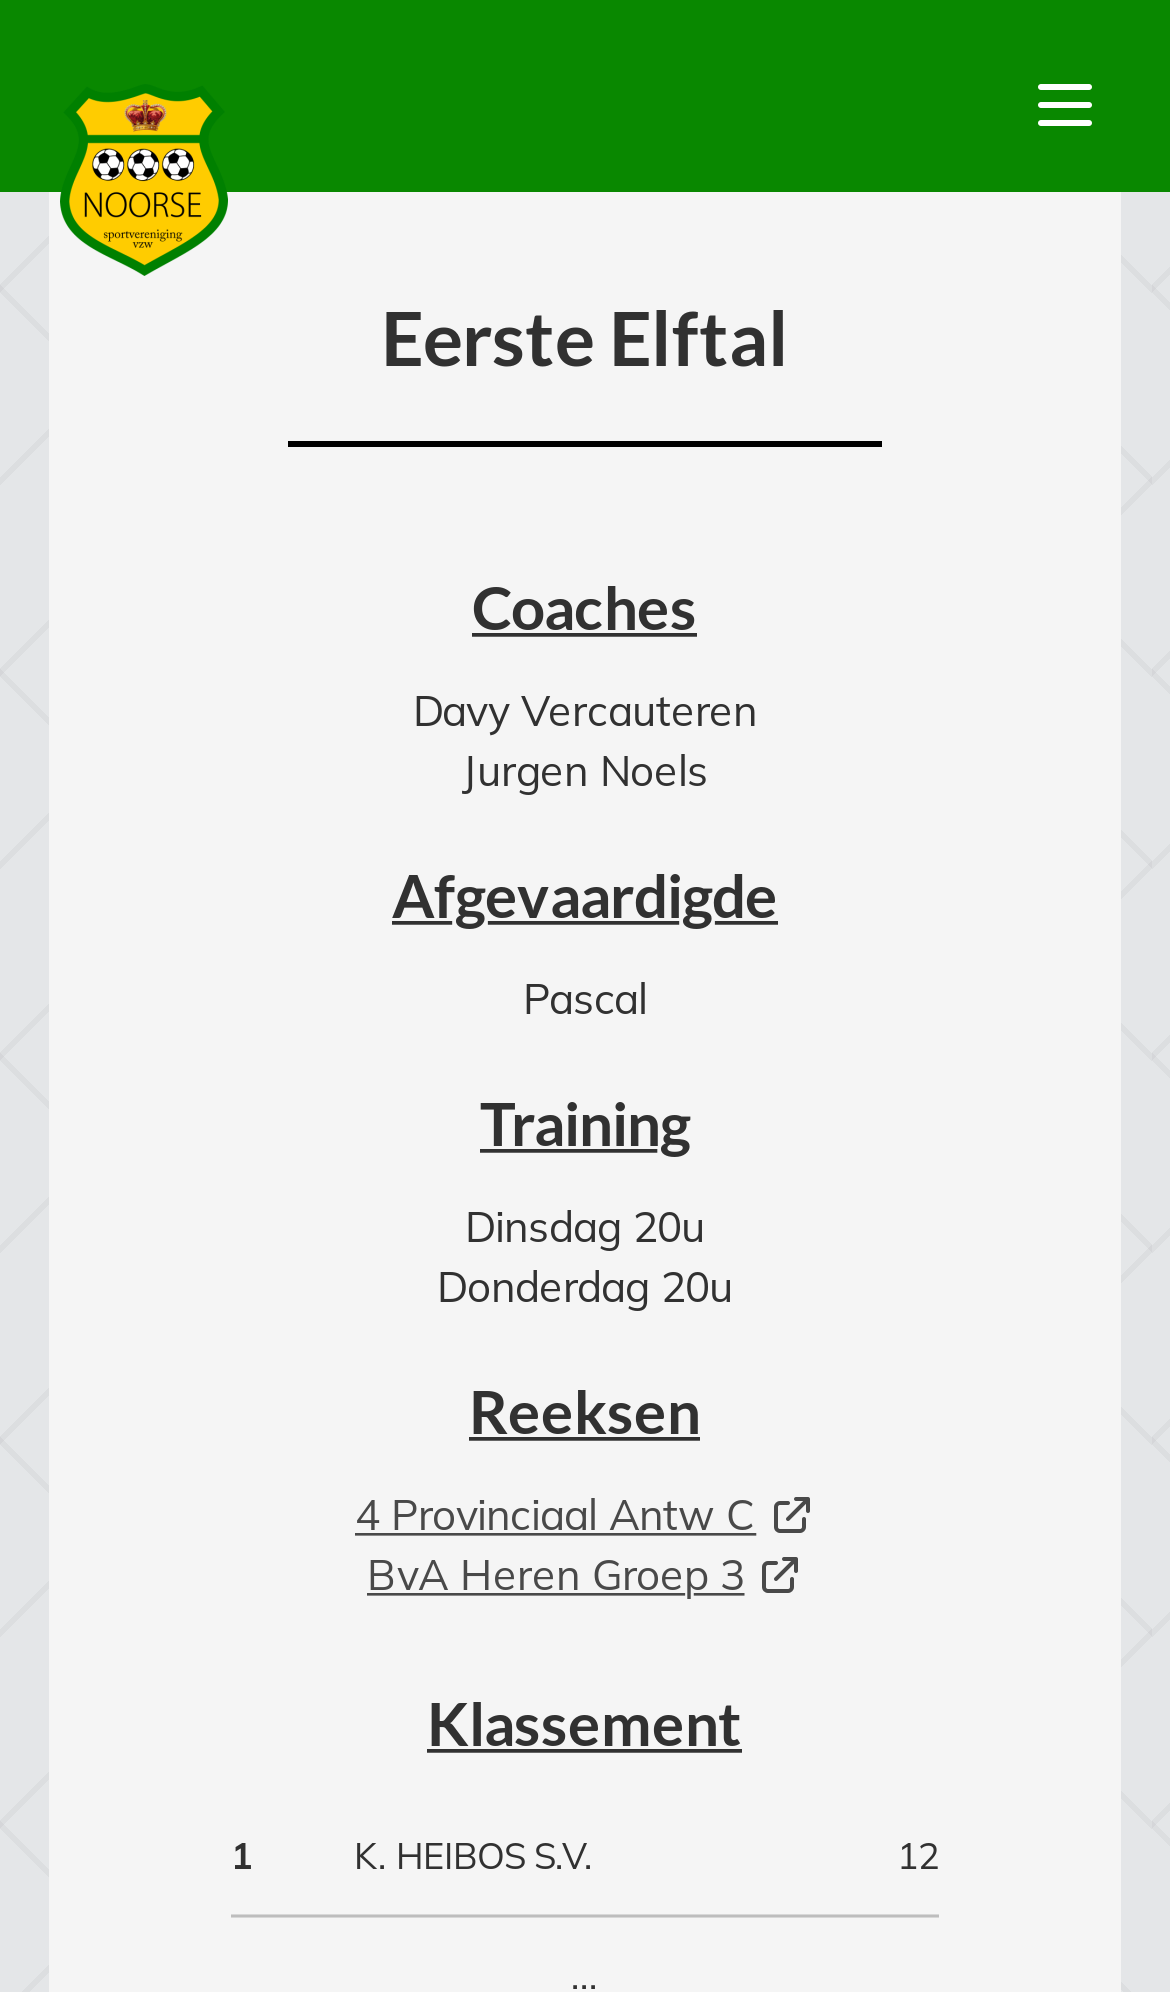 NOORSE
sportvereniging
vzw
Eerste Elftal
Coaches
Davy Vercauteren
Jurgen Noels
Afgevaardigde
Pascal
Training
Dinsdag 20u
Donderdag 20u
Reeksen
4 Provinciaal Antw C
BvA Heren Groep 3
Klassement
1 K. HEIBOS S.V. 12
...